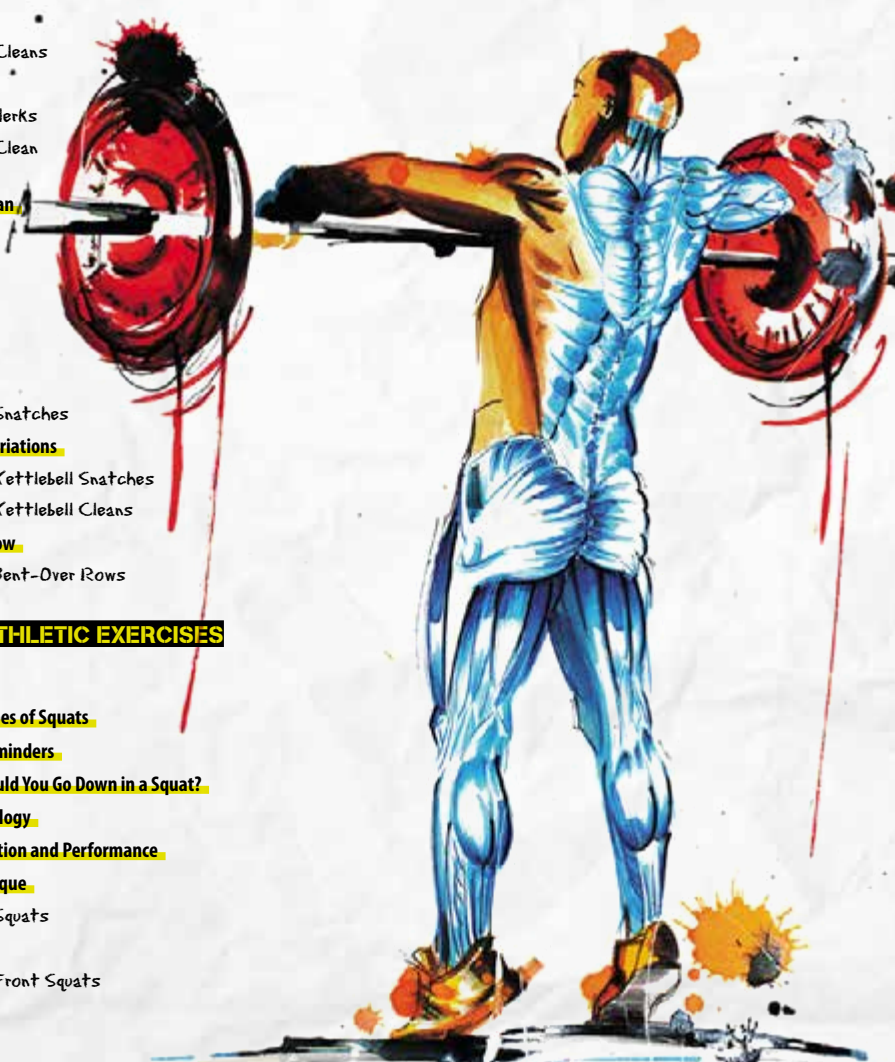 Cleans
Jerks
Clean
an
Snatches
riations
Kettlebell Snatches
Kettlebell Cleans
ow
Bent-Over Rows
THLETIC EXERCISES
es of Squats
minders
uld You Go Down in a Squat?
logy
tion and Performance
que
Squats
Front Squats